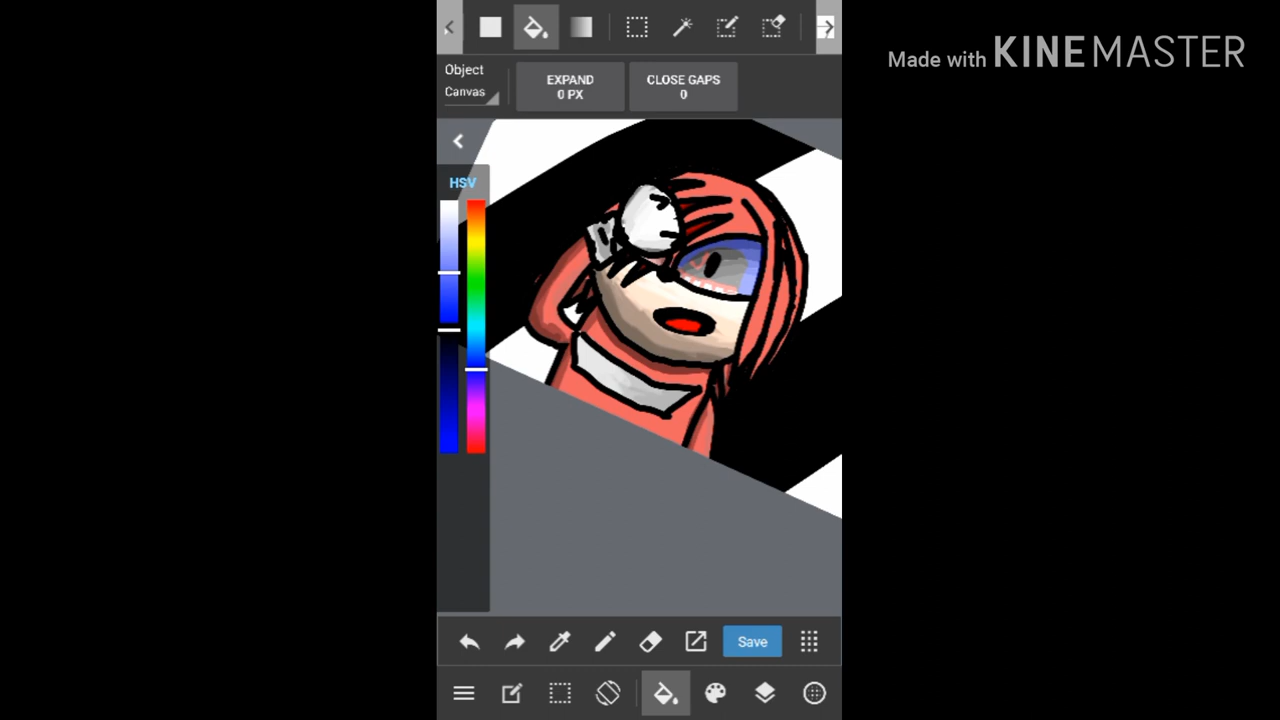 Made with KINEMASTER
Object
Canvas
EXPAND
0 PX
CLOSE GAPS
0
HSV
Save